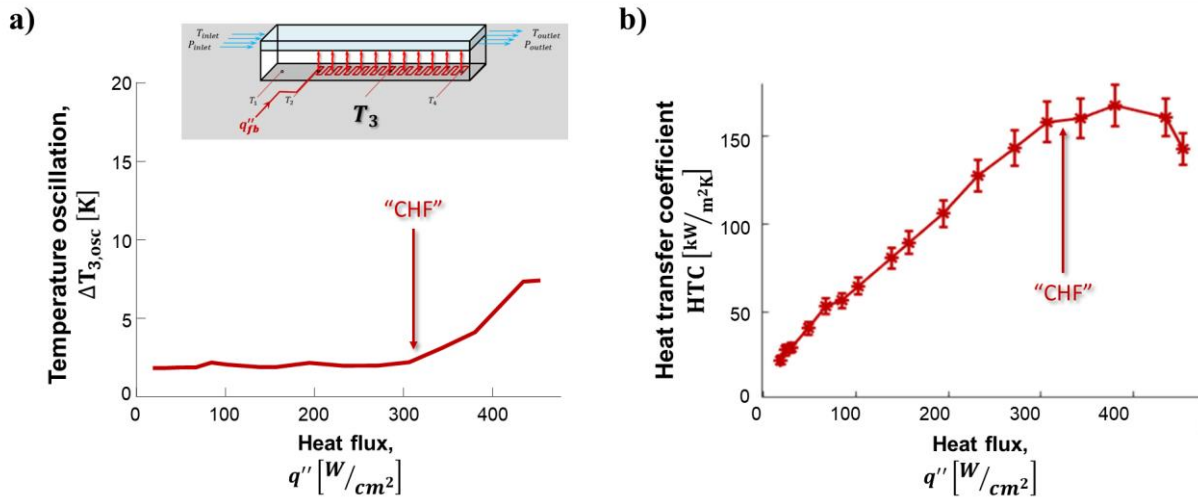 a)
T_inlet
P_inlet
T_outlet
P_outlet
T_3
q''_fb
Temperature oscillation,
ΔT_3,osc [K]
20
15
10
5
0
"CHF"
0
100
200
300
400
Heat flux,
q'' [W/cm²]
b)
Heat transfer coefficient
HTC [kW/m²K]
150
100
50
0
"CHF"
0
100
200
300
400
Heat flux,
q'' [W/cm²]